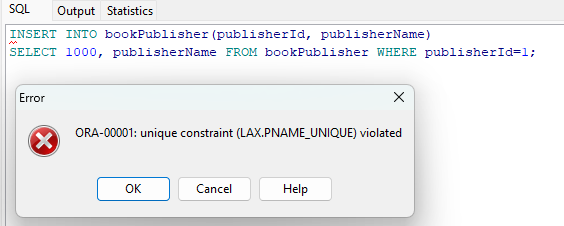 SQL Output Statistics
INSERT INTO bookPublisher(publisherId, publisherName)
SELECT 1000, publisherName FROM bookPublisher WHERE publisherId=1;
Error
ORA-00001: unique constraint (LAX.PNAME_UNIQUE) violated
OK Cancel Help